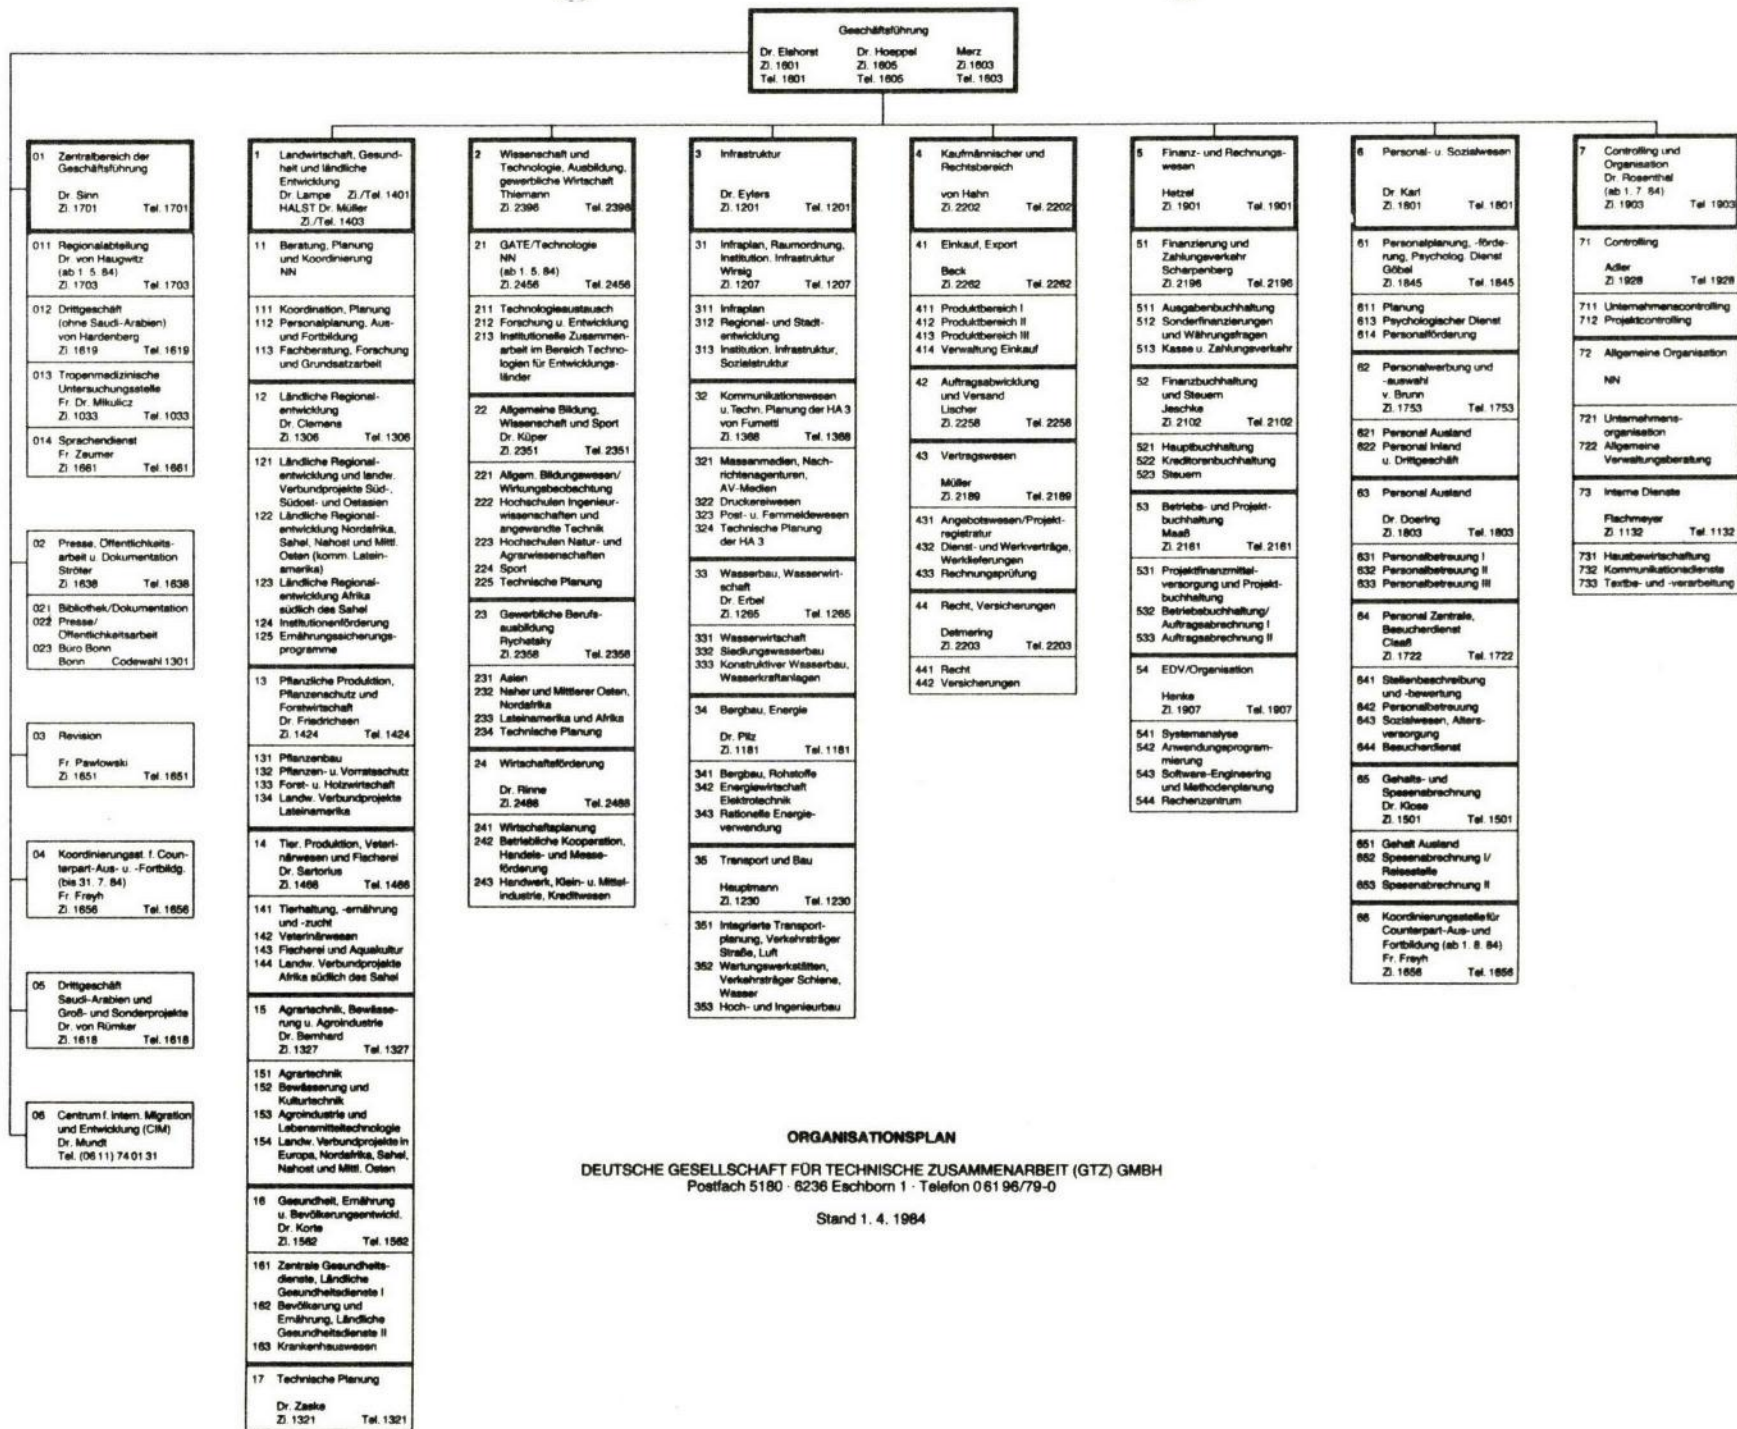 Geschäftsführung
Dr. Elshorst Dr. Hoeppel Merz
Zi. 1601 Zi. 1605 Zi. 1603
Tel. 1601 Tel. 1605 Tel. 1603
01 Zentralbereich der
Geschäftsführung
Dr. Sinn
Zi. 1701 Tel. 1701
011 Regionalabteilung
Dr. von Haugwitz
(ab 1. 5. 84)
Zi. 1703 Tel. 1703
012 Drittgeschäft
(ohne Saudi-Arabien)
von Hardenberg
Zi. 1619 Tel. 1619
013 Tropenmedizinische
Untersuchungsstelle
Fr. Dr. Mikulicz
Zi. 1033 Tel. 1033
014 Sprachendienst
Fr. Zeumer
Zi. 1661 Tel. 1661
02 Presse, Öffentlichkeits-
arbeit u. Dokumentation
Ströter
Zi. 1638 Tel. 1638
021 Bibliothek/Dokumentation
022 Presse/
Öffentlichkeitsarbeit
023 Büro Bonn
Bonn Codewahl 1301
03 Revision
Fr. Pawlowski
Zi. 1651 Tel. 1651
04 Koordinierungsst. f. Coun-
terpart-Aus- u. -Fortbildg.
(bis 31. 7. 84)
Fr. Freyh
Zi. 1656 Tel. 1656
05 Drittgeschäft
Saudi-Arabien und
Groß- und Sonderprojekte
Dr. von Rümker
Zi. 1618 Tel. 1618
06 Centrum f. Intern. Migration
und Entwicklung (CIM)
Dr. Mundt
Tel. (06 11) 74 01 31
1 Landwirtschaft, Gesund-
heit und ländliche
Entwicklung
Dr. Lampe Zi./Tel. 1401
HALST Dr. Müller
Zi./Tel. 1403
11 Beratung, Planung
und Koordinierung
NN
111 Koordination, Planung
112 Personalplanung, Aus-
und Fortbildung
113 Fachberatung, Forschung
und Grundsatzarbeit
12 Ländliche Regional-
entwicklung
Dr. Clemens
Zi. 1306 Tel. 1306
121 Ländliche Regional-
entwicklung und landw.
Verbundprojekte Süd-,
Südost- und Ostasien
122 Ländliche Regional-
entwicklung Nordafrika,
Sahel, Nahost und Mittl.
Osten (komm. Latein-
amerika)
123 Ländliche Regional-
entwicklung Afrika
südlich des Sahel
124 Institutionenförderung
125 Ernährungssicherungs-
programme
13 Pflanzliche Produktion,
Pflanzenschutz und
Forstwirtschaft
Dr. Friedrichsen
Zi. 1424 Tel. 1424
131 Pflanzenbau
132 Pflanzen- u. Vorratsschutz
133 Forst- u. Holzwirtschaft
134 Landw. Verbundprojekte
Lateinamerika
14 Tier. Produktion, Veteri-
närwesen und Fischerei
Dr. Sartorius
Zi. 1466 Tel. 1466
141 Tierhaltung, -ernährung
und -zucht
142 Veterinärwesen
143 Fischerei und Aquakultur
144 Landw. Verbundprojekte
Afrika südlich des Sahel
15 Agrartechnik, Bewässe-
rung u. Agroindustrie
Dr. Bernhard
Zi. 1327 Tel. 1327
151 Agrartechnik
152 Bewässerung und
Kulturtechnik
153 Agroindustrie und
Lebensmitteltechnologie
154 Landw. Verbundprojekte in
Europa, Nordafrika, Sahel,
Nahost und Mittl. Osten
16 Gesundheit, Ernährung
u. Bevölkerungsentwickl.
Dr. Korte
Zi. 1562 Tel. 1562
161 Zentrale Gesundheits-
dienste, Ländliche
Gesundheitsdienste I
162 Bevölkerung und
Ernährung, Ländliche
Gesundheitsdienste II
163 Krankenhauswesen
17 Technische Planung
Dr. Zaske
Zi. 1321 Tel. 1321
2 Wissenschaft und
Technologie, Ausbildung,
gewerbliche Wirtschaft
Thiemann
Zi. 2396 Tel. 2396
21 GATE/Technologie
NN
(ab 1. 5. 84)
Zi. 2456 Tel. 2456
211 Technologieaustausch
212 Forschung u. Entwicklung
213 Institutionelle Zusammen-
arbeit im Bereich Techno-
logien für Entwicklungs-
länder
22 Allgemeine Bildung,
Wissenschaft und Sport
Dr. Küper
Zi. 2351 Tel. 2351
221 Allgem. Bildungswesen/
Wirkungsbeobachtung
222 Hochschulen Ingenieur-
wissenschaften und
angewandte Technik
223 Hochschulen Natur- und
Agrarwissenschaften
224 Sport
225 Technische Planung
23 Gewerbliche Berufs-
ausbildung
Rychetsky
Zi. 2358 Tel. 2358
231 Asien
232 Naher und Mittlerer Osten,
Nordafrika
233 Lateinamerika und Afrika
234 Technische Planung
24 Wirtschaftsförderung
Dr. Rinne
Zi. 2488 Tel. 2488
241 Wirtschaftsplanung
242 Betriebliche Kooperation,
Handels- und Messe-
förderung
243 Handwerk, Klein- u. Mittel-
industrie, Kreditwesen
3 Infrastruktur
Dr. Eylers
Zi. 1201 Tel. 1201
31 Infraplan, Raumordnung,
Institution. Infrastruktur
Wirsig
Zi. 1207 Tel. 1207
311 Infraplan
312 Regional- und Stadt-
entwicklung
313 Institution. Infrastruktur,
Sozialstruktur
32 Kommunikationswesen
u. Techn. Planung der HA 3
von Fumetti
Zi. 1368 Tel. 1368
321 Massenmedien, Nach-
richtenagenturen,
AV-Medien
322 Druckereiwesen
323 Post- u. Fernmeldewesen
324 Technische Planung
der HA 3
33 Wasserbau, Wasserwirt-
schaft
Dr. Erbel
Zi. 1265 Tel. 1265
331 Wasserwirtschaft
332 Siedlungswasserbau
333 Konstruktiver Wasserbau,
Wasserkraftanlagen
34 Bergbau, Energie
Dr. Pilz
Zi. 1181 Tel. 1181
341 Bergbau, Rohstoffe
342 Energiewirtschaft
Elektrotechnik
343 Rationelle Energie-
verwendung
35 Transport und Bau
Hauptmann
Zi. 1230 Tel. 1230
351 Integrierte Transport-
planung, Verkehrsträger
Straße, Luft
352 Wartungswerkstätten,
Verkehrsträger Schiene,
Wasser
353 Hoch- und Ingenieurbau
4 Kaufmännischer und
Rechtsbereich
von Hahn
Zi. 2202 Tel. 2202
41 Einkauf, Export
Beck
Zi. 2262 Tel. 2262
411 Produktbereich I
412 Produktbereich II
413 Produktbereich III
414 Verwaltung Einkauf
42 Auftragsabwicklung
und Versand
Lischer
Zi. 2258 Tel. 2258
43 Vertragswesen
Müller
Zi. 2189 Tel. 2189
431 Angebotswesen/Projekt-
registratur
432 Dienst- und Werkverträge,
Werklieferungen
433 Rechnungsprüfung
44 Recht, Versicherungen
Detmering
Zi. 2203 Tel. 2203
441 Recht
442 Versicherungen
5 Finanz- und Rechnungs-
wesen
Hetzel
Zi. 1901 Tel. 1901
51 Finanzierung und
Zahlungsverkehr
Scharpenberg
Zi. 2196 Tel. 2196
511 Ausgabenbuchhaltung
512 Sonderfinanzierungen
und Währungsfragen
513 Kasse u. Zahlungsverkehr
52 Finanzbuchhaltung
und Steuern
Jeschke
Zi. 2102 Tel. 2102
521 Hauptbuchhaltung
522 Kreditorenbuchhaltung
523 Steuern
53 Betriebs- und Projekt-
buchhaltung
Maaß
Zi. 2161 Tel. 2161
531 Projektfinanzmittel-
versorgung und Projekt-
buchhaltung
532 Betriebsbuchhaltung/
Auftragsabrechnung I
533 Auftragsabrechnung II
54 EDV/Organisation
Henke
Zi. 1907 Tel. 1907
541 Systemanalyse
542 Anwendungsprogram-
mierung
543 Software-Engineering
und Methodenplanung
544 Rechenzentrum
6 Personal- u. Sozialwesen
Dr. Karl
Zi. 1801 Tel. 1801
61 Personalplanung, -förde-
rung, Psycholog. Dienst
Göbel
Zi. 1845 Tel. 1845
611 Planung
613 Psychologischer Dienst
614 Personalförderung
62 Personalwerbung und
-auswahl
v. Brunn
Zi. 1753 Tel. 1753
621 Personal Ausland
622 Personal Inland
u. Drittgeschäft
63 Personal Ausland
Dr. Doering
Zi. 1803 Tel. 1803
631 Personalbetreuung I
632 Personalbetreuung II
633 Personalbetreuung III
64 Personal Zentrale,
Besucherdienst
Claaß
Zi. 1722 Tel. 1722
641 Stellenbeschreibung
und -bewertung
642 Personalbetreuung
643 Sozialwesen, Alters-
versorgung
644 Besucherdienst
65 Gehalts- und
Spesenabrechnung
Dr. Klose
Zi. 1501 Tel. 1501
651 Gehalt Ausland
652 Spesenabrechnung I/
Reisestelle
653 Spesenabrechnung II
66 Koordinierungsstelle für
Counterpart-Aus- und
Fortbildung (ab 1. 8. 84)
Fr. Freyh
Zi. 1656 Tel. 1656
7 Controlling und
Organisation
Dr. Rosenthal
(ab 1. 7. 84)
Zi. 1903 Tel 1903
71 Controlling
Adler
Zi 1928 Tel 1928
711 Unternehmenscontrolling
712 Projektcontrolling
72 Allgemeine Organisation
NN
721 Unternehmens-
organisation
722 Allgemeine
Verwaltungsberatung
73 Interne Dienste
Flachmeyer
Zi 1132 Tel. 1132
731 Hausbewirtschaftung
732 Kommunikationsdienste
733 Textbe- und -verarbeitung
ORGANISATIONSPLAN
DEUTSCHE GESELLSCHAFT FÜR TECHNISCHE ZUSAMMENARBEIT (GTZ) GMBH
Postfach 5180 · 6236 Eschborn 1 · Telefon 0 61 96/79-0
Stand 1. 4. 1984